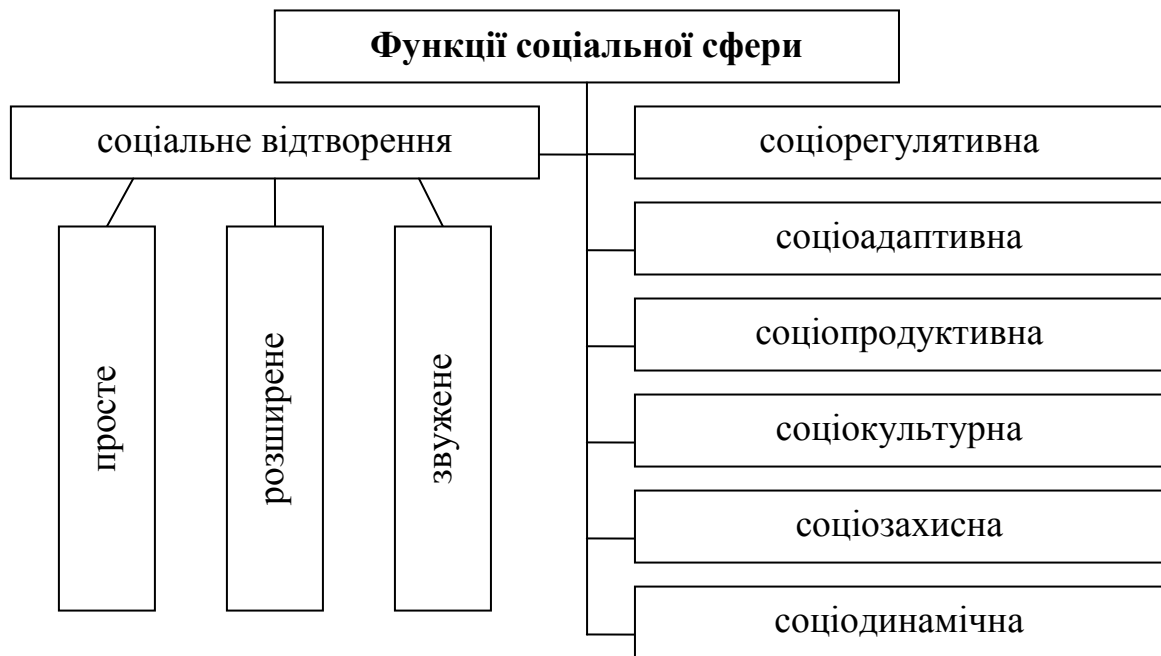 Функції соціальної сфери
соціальне відтворення
просте
розширене
звужене
соціорегулятивна
соціоадаптивна
соціопродуктивна
соціокультурна
соціозахисна
соціодинамічна